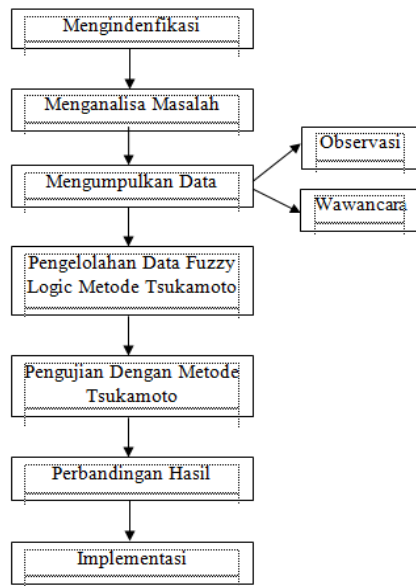 Mengindenfikasi
Menganalisa Masalah
Mengumpulkan Data
Observasi
Wawancara
Pengelolahan Data Fuzzy
Logic Metode Tsukamoto
Pengujian Dengan Metode
Tsukamoto
Perbandingan Hasil
Implementasi